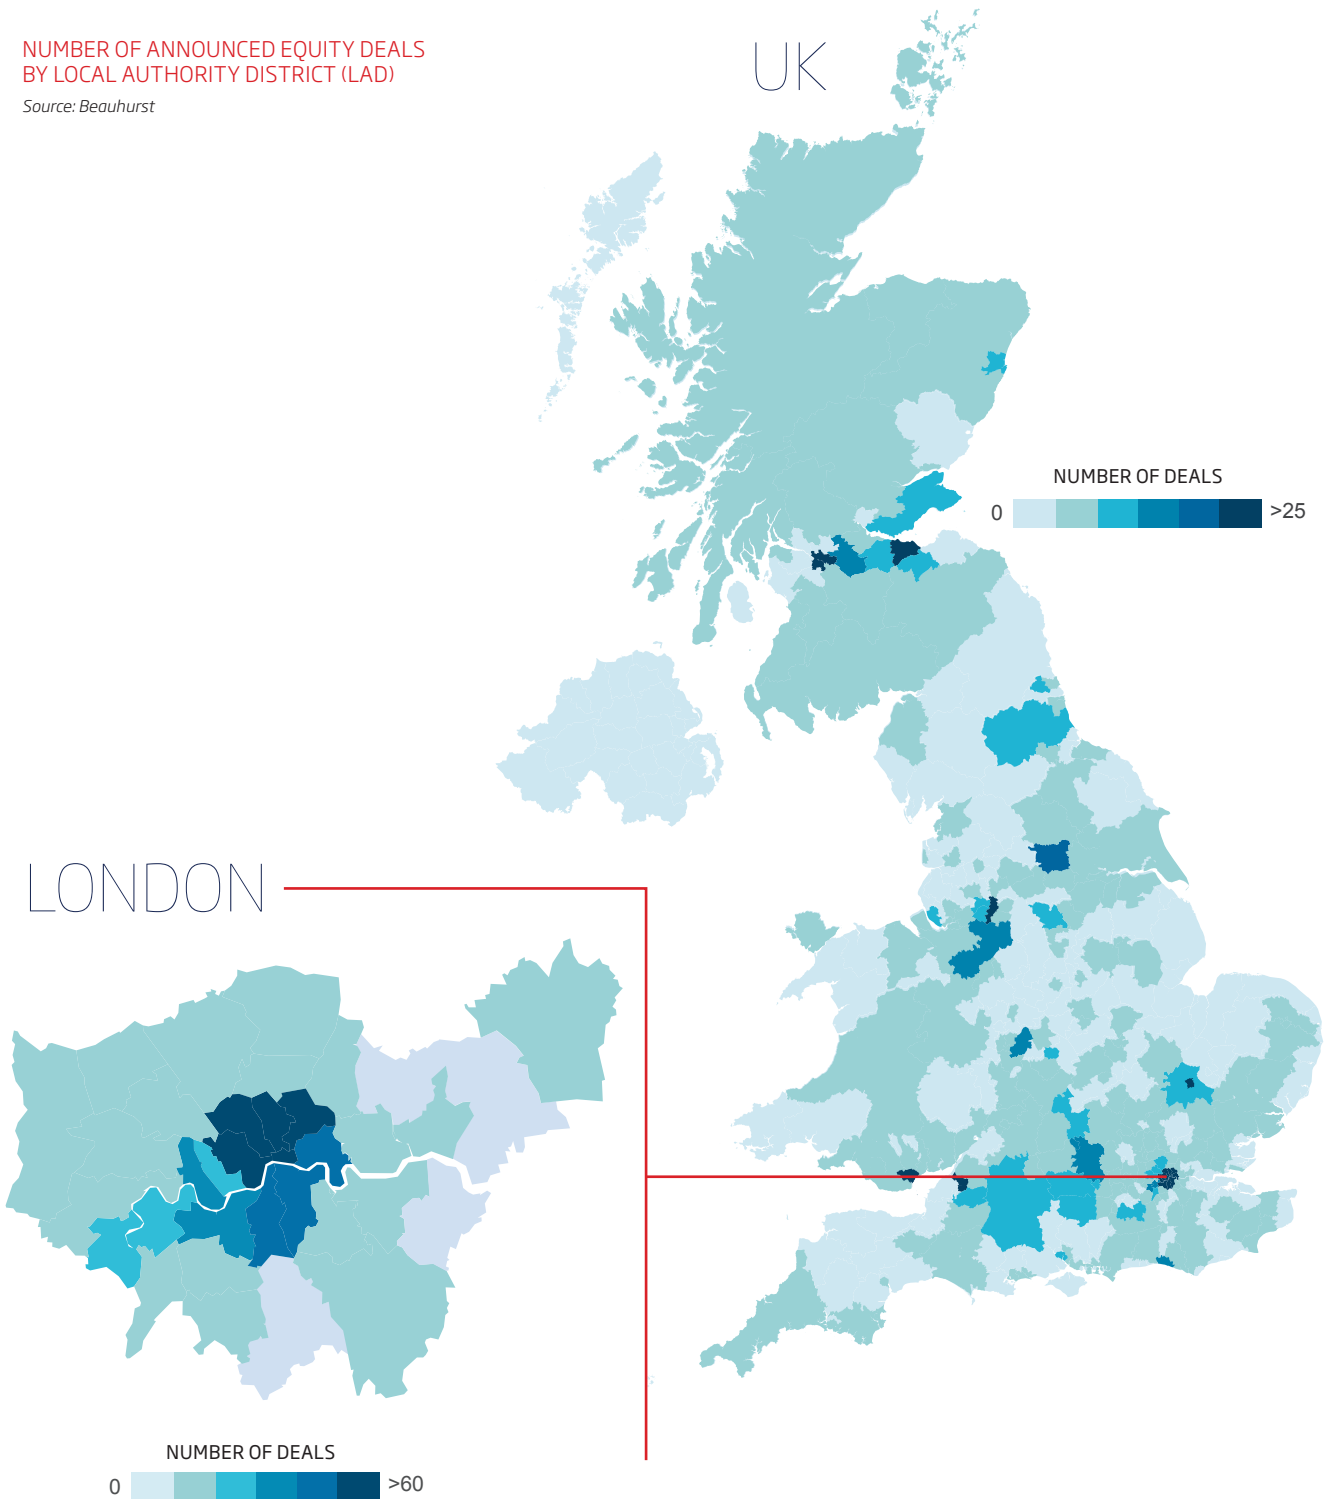 NUMBER OF ANNOUNCED EQUITY DEALS
BY LOCAL AUTHORITY DISTRICT (LAD)
Source: Beauhurst
UK
NUMBER OF DEALS
0
>25
LONDON
NUMBER OF DEALS
0
>60